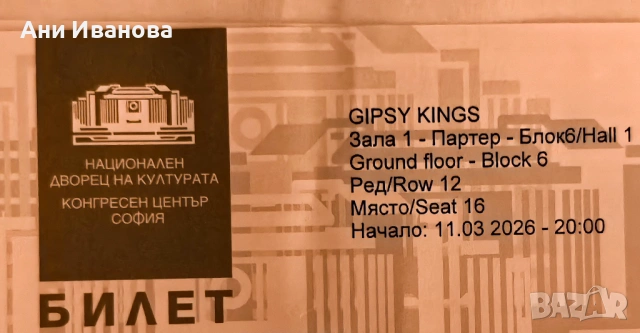 Ани Иванова
НАЦИОНАЛЕН
ДВОРЕЦ НА КУЛТУРАТА
КОНГРЕСЕН ЦЕНТЪР
СОФИЯ
БИЛЕТ
GIPSY KINGS
Зала 1 - Партер - Блок6/Hall 1
Ground floor - Block 6
Ред/Row 12
Място/Seat 16
Начало: 11.03 2026 - 20:00
BAZAR